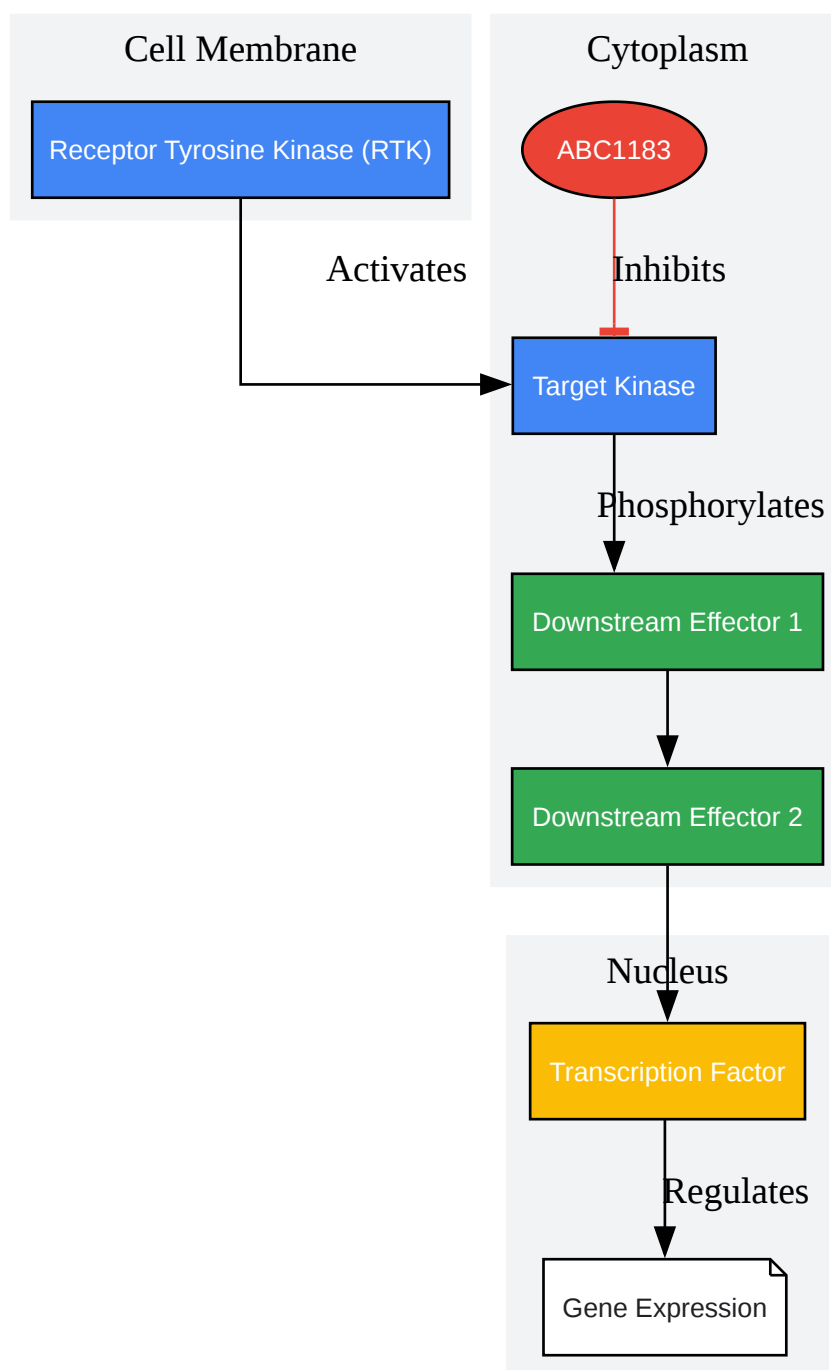 Cell Membrane
Receptor Tyrosine Kinase (RTK)
Cytoplasm
ABC1183
Activates
Inhibits
Target Kinase
Phosphorylates
Downstream Effector 1
Downstream Effector 2
Nucleus
Transcription Factor
Regulates
Gene Expression